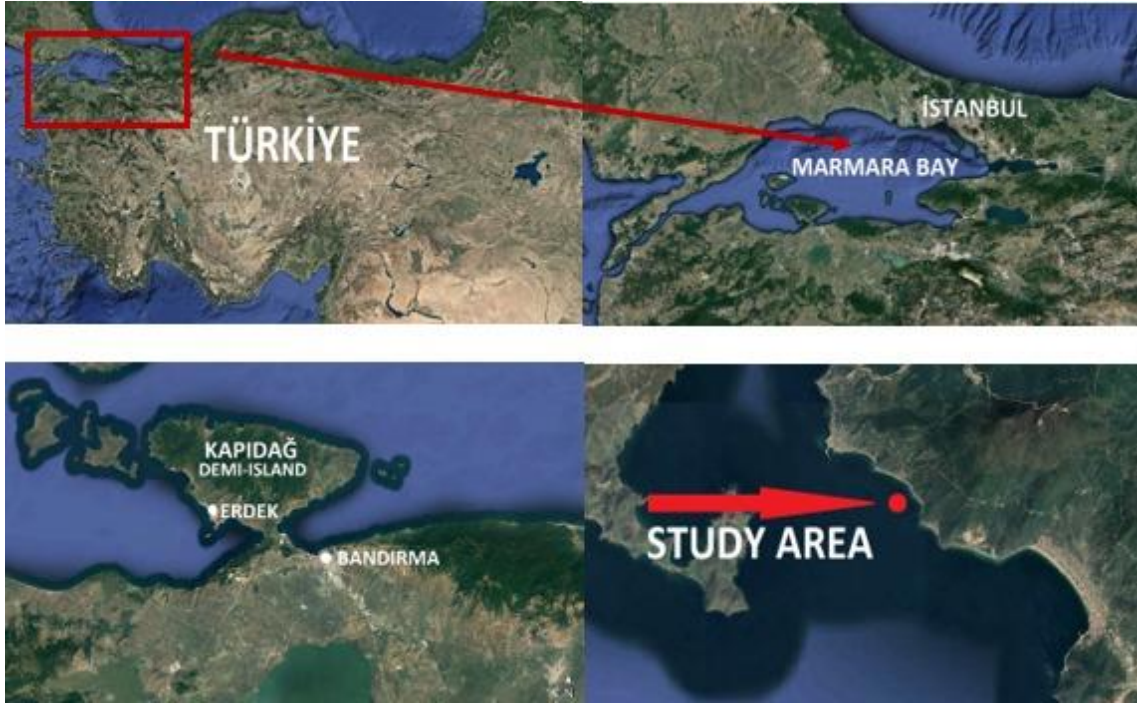 TÜRKİYE
İSTANBUL
MARMARA BAY
KAPIDAĞ
DEMI-ISLAND
ERDEK
BANDIRMA
STUDY AREA